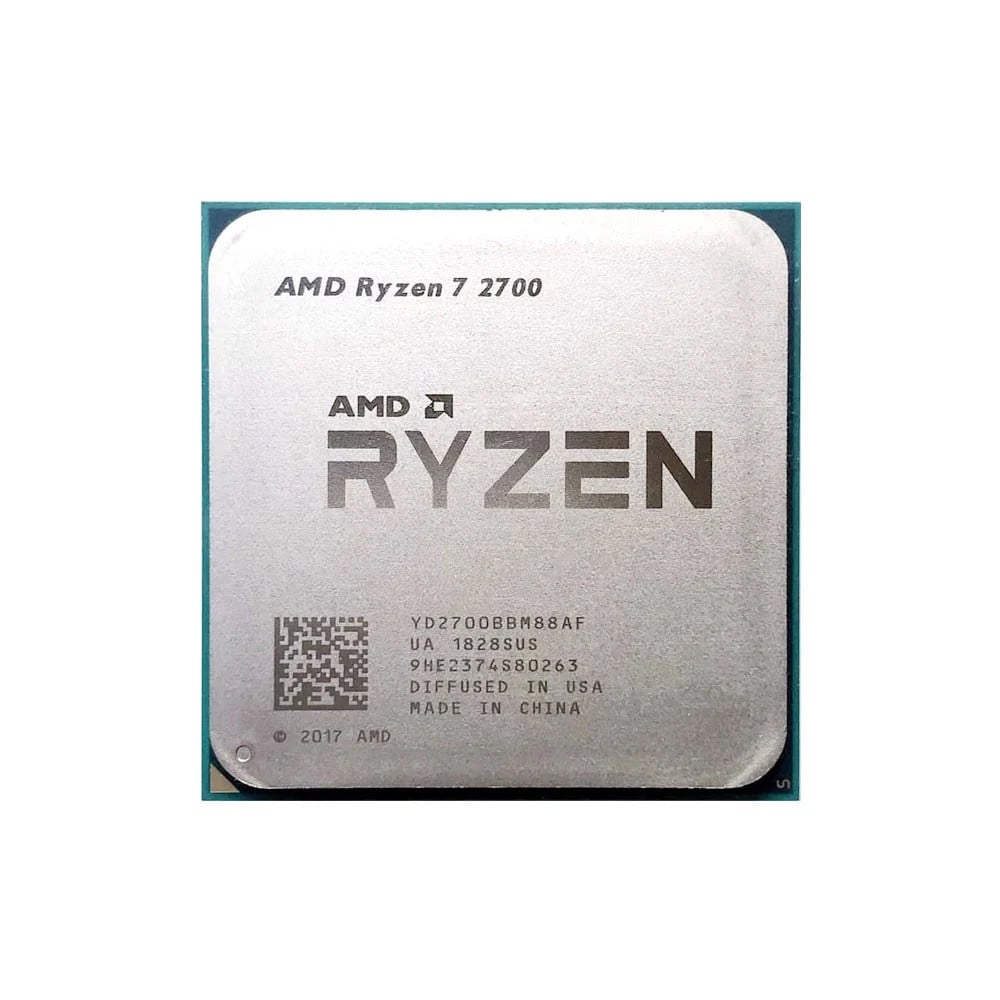 AMD Ryzen 7 2700
AMD
RYZEN
YD2700BBM88AF
UA 1828SUS
9HE2374S80263
DIFFUSED IN USA
MADE IN CHINA
© 2017 AMD
S